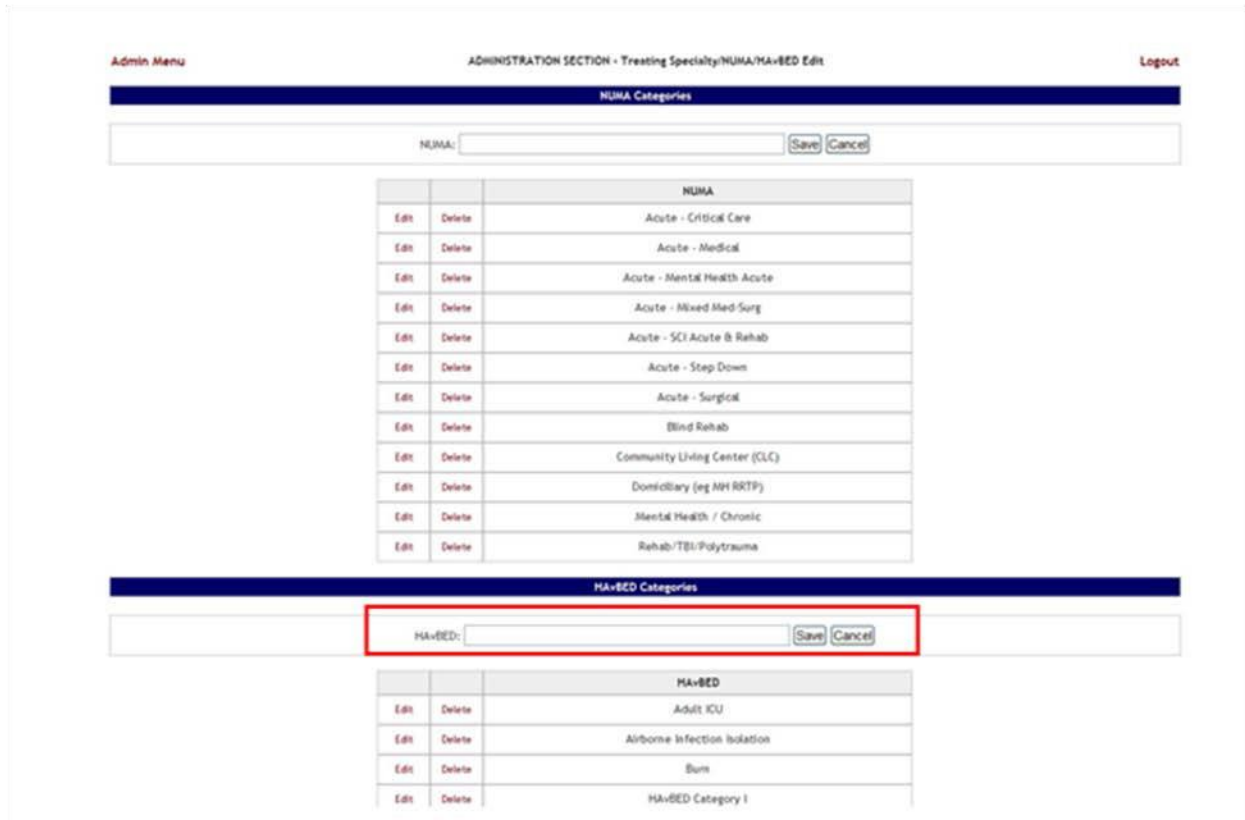 Admin Menu ADMINISTRATION SECTION - Treating Specialty/NUMA/HAvBED Edit Logout
NUMA Categories
NUMA: Save Cancel
NUMA
Edit Delete Acute - Critical Care
Edit Delete Acute - Medical
Edit Delete Acute - Mental Health Acute
Edit Delete Acute - Mixed Med-Surg
Edit Delete Acute - SCI Acute & Rehab
Edit Delete Acute - Step Down
Edit Delete Acute - Surgical
Edit Delete Blind Rehab
Edit Delete Community Living Center (CLC)
Edit Delete Domiciliary (eg MH RRTP)
Edit Delete Mental Health / Chronic
Edit Delete Rehab/TBI/Polytrauma
HAvBED Categories
HAvBED: Save Cancel
HAvBED
Edit Delete Adult ICU
Edit Delete Airborne Infection Isolation
Edit Delete Burn
Edit Delete HAvBED Category I